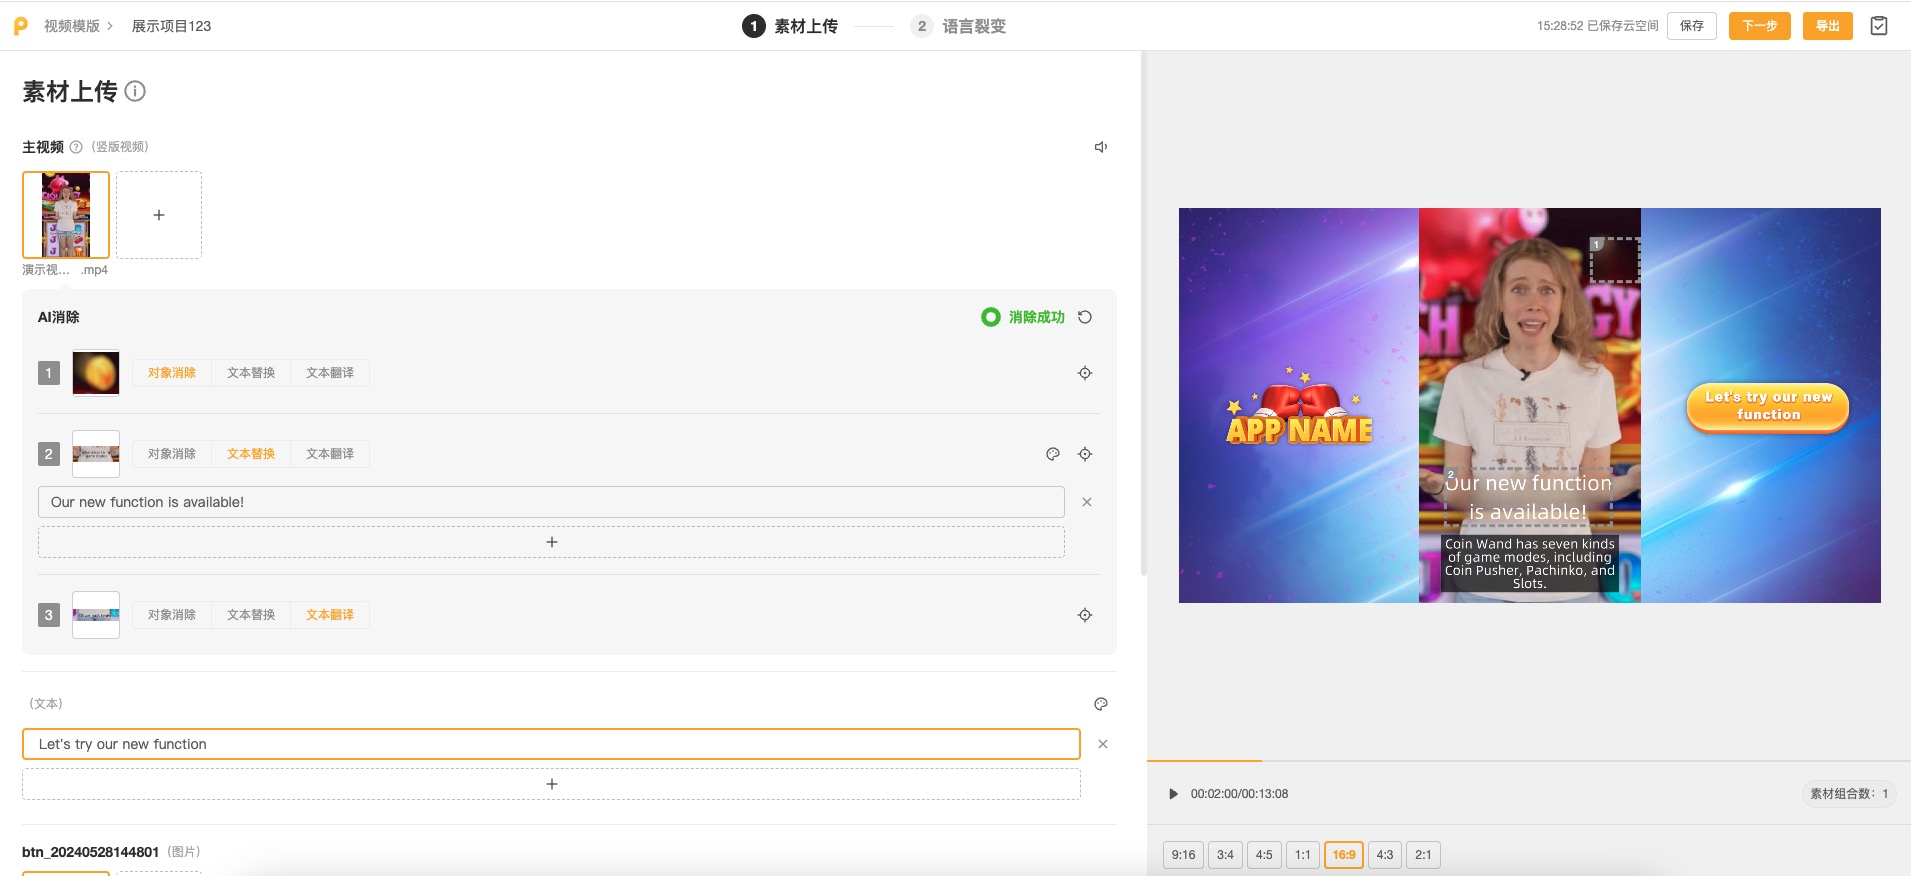 视频模版 > 展示项目123
1 素材上传
2 语言裂变
15:28:52 已保存云空间
保存
下一步
导出
素材上传
主视频 (竖版视频)
+
演示视... .mp4
AI消除
消除成功
1 对象消除 文本替换 文本翻译
2 对象消除 文本替换 文本翻译
Our new function is available!
+
3 对象消除 文本替换 文本翻译
(文本)
Let's try our new function
+
btn_20240528144801 (图片)
APP NAME
1
2
Our new function
is available!
Coin Wand has seven kinds
of game modes, including
Coin Pusher, Pachinko, and
Slots.
Let's try our new
function
00:02:00/00:13:08
素材组合数: 1
9:16 3:4 4:5 1:1 16:9 4:3 2:1